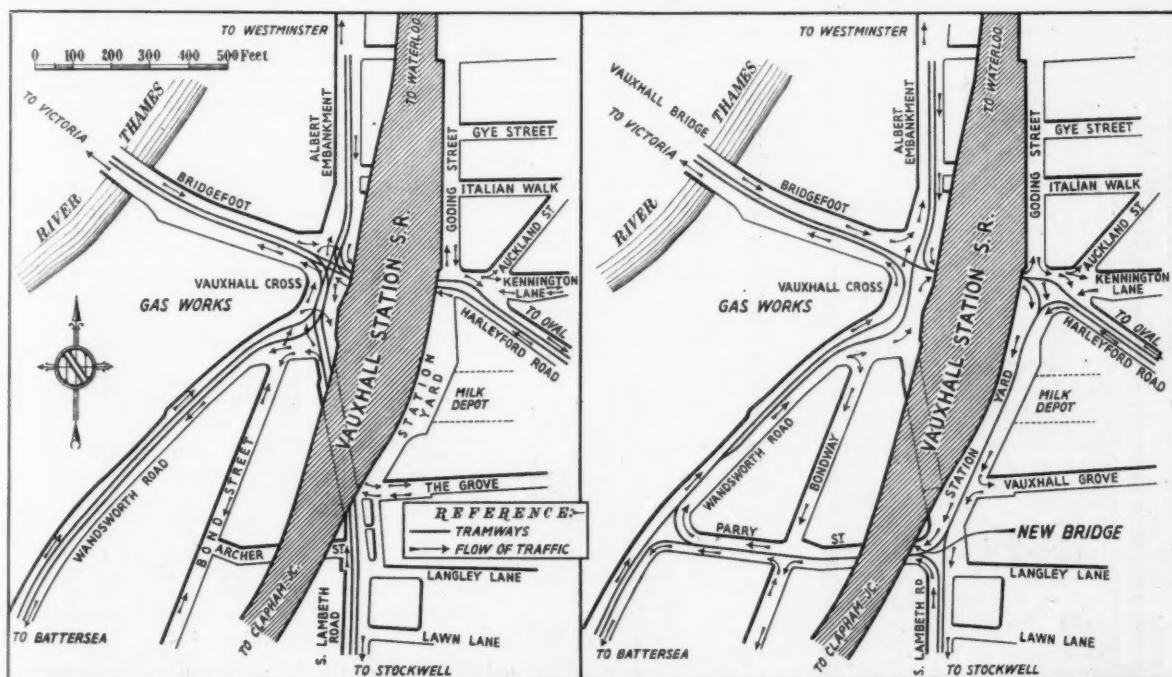 TO WESTMINSTER
0 100 200 300 400 500 Feet
TO WATERLOO.
ALBERT
EMBANKMENT
THAMES
RIVER
TO VICTORIA
BRIDGEFOOT
GODING STREET
GYE STREET
ITALIAN WALK
AUCKLAND ST.
KENNINGTON
LANE
TO OVAL
HARLEYFORD ROAD
VAUXHALL CROSS
GAS WORKS
VAUXHALL STATION S.R.
STATION
YARD
MILK
DEPOT
WANDSWORTH ROAD
BOND STREET
ARCHER
ST.
THE GROVE
REFERENCE:-
TRAMWAYS
FLOW OF TRAFFIC
LANGLEY LANE
LAWN LANE
S. LAMBETH
ROAD
TO CLAPHAM-JC.
TO BATTERSEA
TO STOCKWELL
TO WESTMINSTER
TO WATERLOO.
ALBERT
EMBANKMENT
THAMES
RIVER
VAUXHALL BRIDGE
TO VICTORIA
BRIDGEFOOT
GODING STREET
GYE STREET
ITALIAN WALK
AUCKLAND ST.
KENNINGTON
LANE
TO OVAL
HARLEYFORD ROAD
VAUXHALL CROSS
GAS WORKS
VAUXHALL STATION S.R.
STATION YARD
MILK
DEPOT
WANDSWORTH ROAD
BONDWAY
PARRY
ST.
VAUXHALL GROVE
NEW BRIDGE
LANGLEY LANE
LAWN LANE
S. LAMBETH RD
TO CLAPHAM-JC.
TO BATTERSEA
TO STOCKWELL